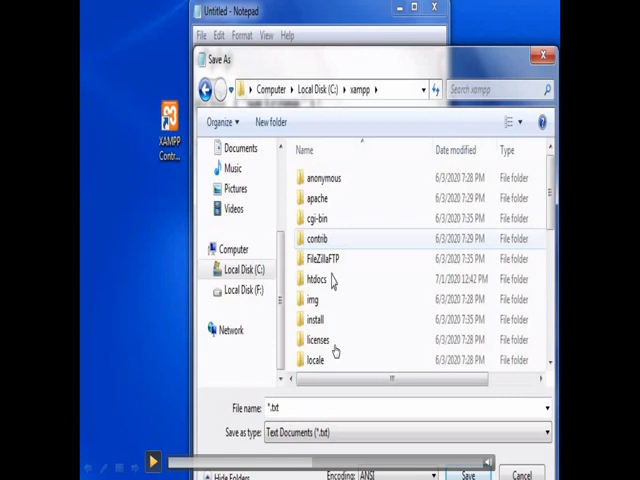 Untitled - Notepad
File Edit Format View Help
Save As
Computer Local Disk (C:) xampp
Search xampp
Organize New folder
XAMPP
Contr...
Documents
Music
Pictures
Videos
Computer
Local Disk (C:)
Local Disk (F:)
Network
Name Date modified Type
anonymous 6/3/2020 7:28 PM File folder
apache 6/3/2020 7:29 PM File folder
cgi-bin 6/3/2020 7:35 PM File folder
contrib 6/3/2020 7:29 PM File folder
FileZillaFTP 6/3/2020 7:28 PM File folder
htdocs 7/1/2020 12:42 PM File folder
img 6/3/2020 7:28 PM File folder
install 6/3/2020 7:35 PM File folder
licenses 6/3/2020 7:28 PM File folder
locale 6/3/2020 7:28 PM File folder
File name: *.txt
Save as type: Text Documents (*.txt)
Hide Folders Encoding: ANSI Save Cancel